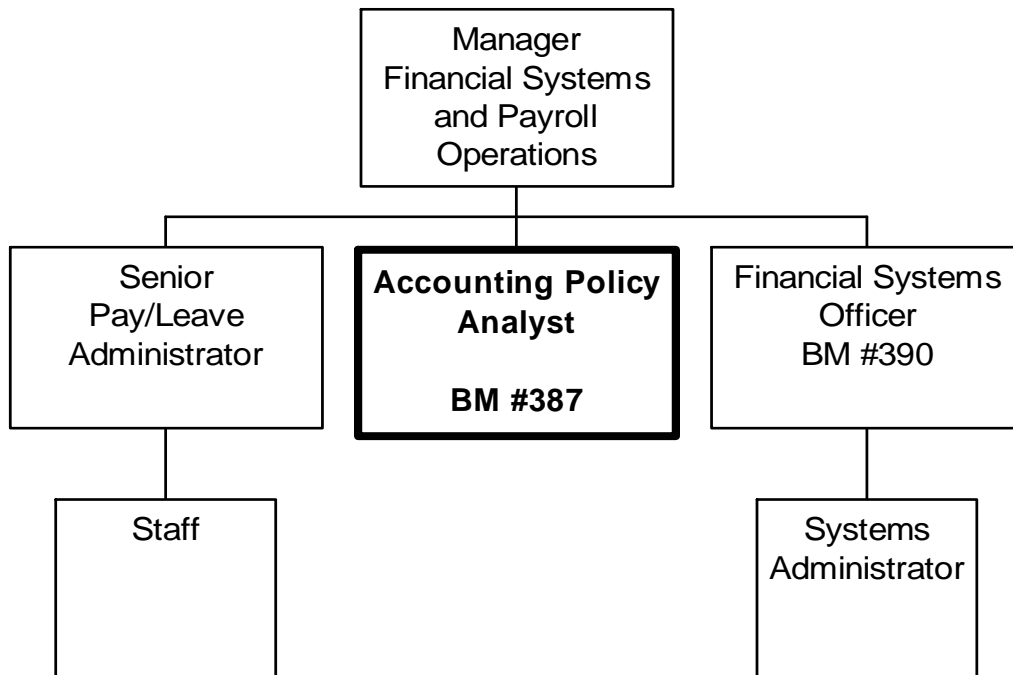 Manager
Financial Systems
and Payroll
Operations
Senior
Pay/Leave
Administrator
Accounting Policy
Analyst
BM #387
Financial Systems
Officer
BM #390
Staff
Systems
Administrator